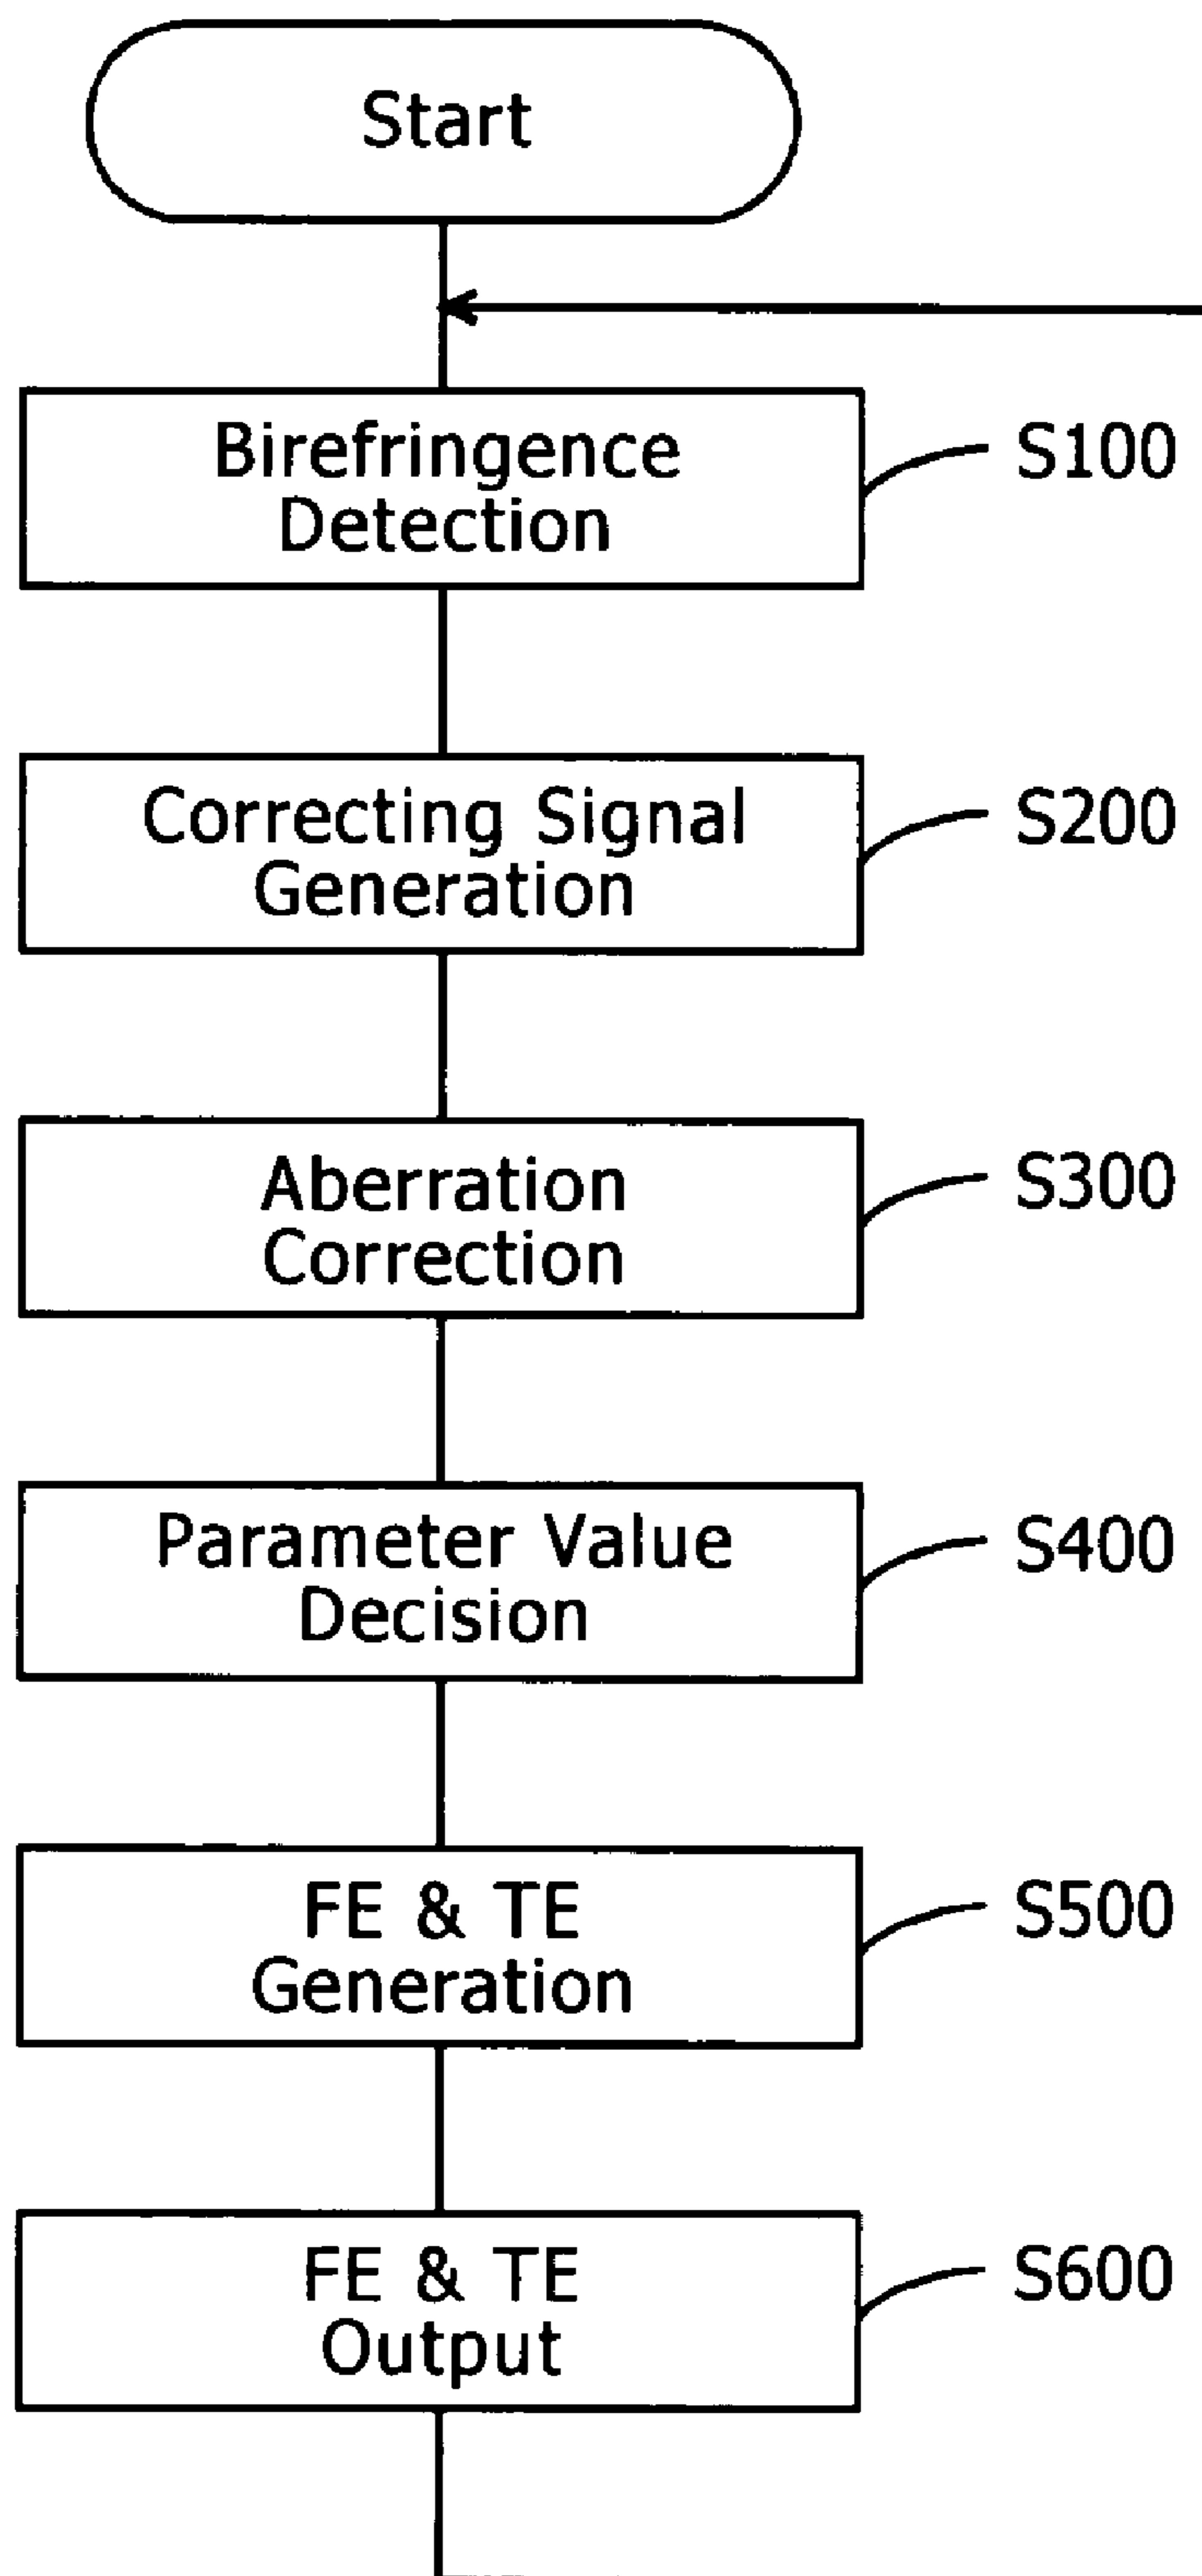 Start
Birefringence
Detection
S100
Correcting Signal
Generation
S200
Aberration
Correction
S300
Parameter Value
Decision
S400
FE & TE
Generation
S500
FE & TE
Output
S600